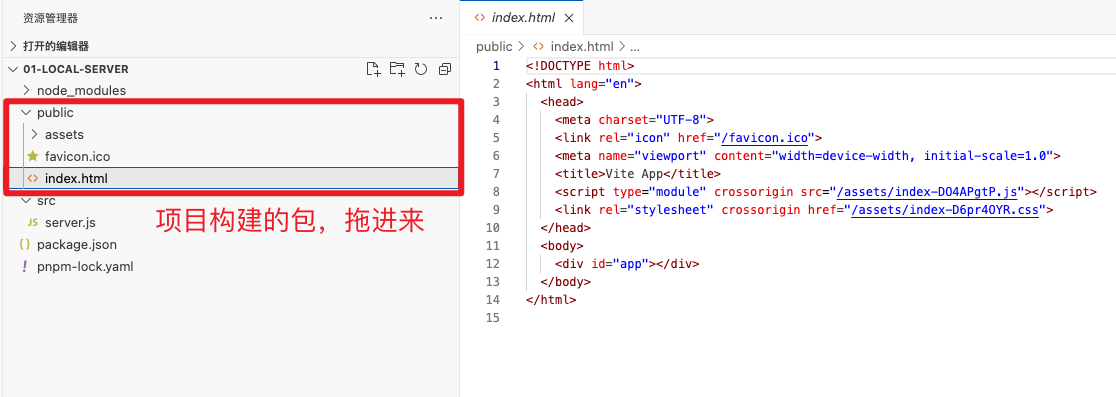 资源管理器
打开的编辑器
01-LOCAL-SERVER
node_modules
public
assets
favicon.ico
index.html
src
JS server.js
{} package.json
! pnpm-lock.yaml
项目构建的包，拖进来
<> index.html ×
public > <> index.html > ...
1 <!DOCTYPE html>
2 <html lang="en">
3 <head>
4 <meta charset="UTF-8">
5 <link rel="icon" href="/favicon.ico">
6 <meta name="viewport" content="width=device-width, initial-scale=1.0">
7 <title>Vite App</title>
8 <script type="module" crossorigin src="/assets/index-DO4APgtP.js"></script>
9 <link rel="stylesheet" crossorigin href="/assets/index-D6pr4OYR.css">
10 </head>
11 <body>
12 <div id="app"></div>
13 </body>
14 </html>
15